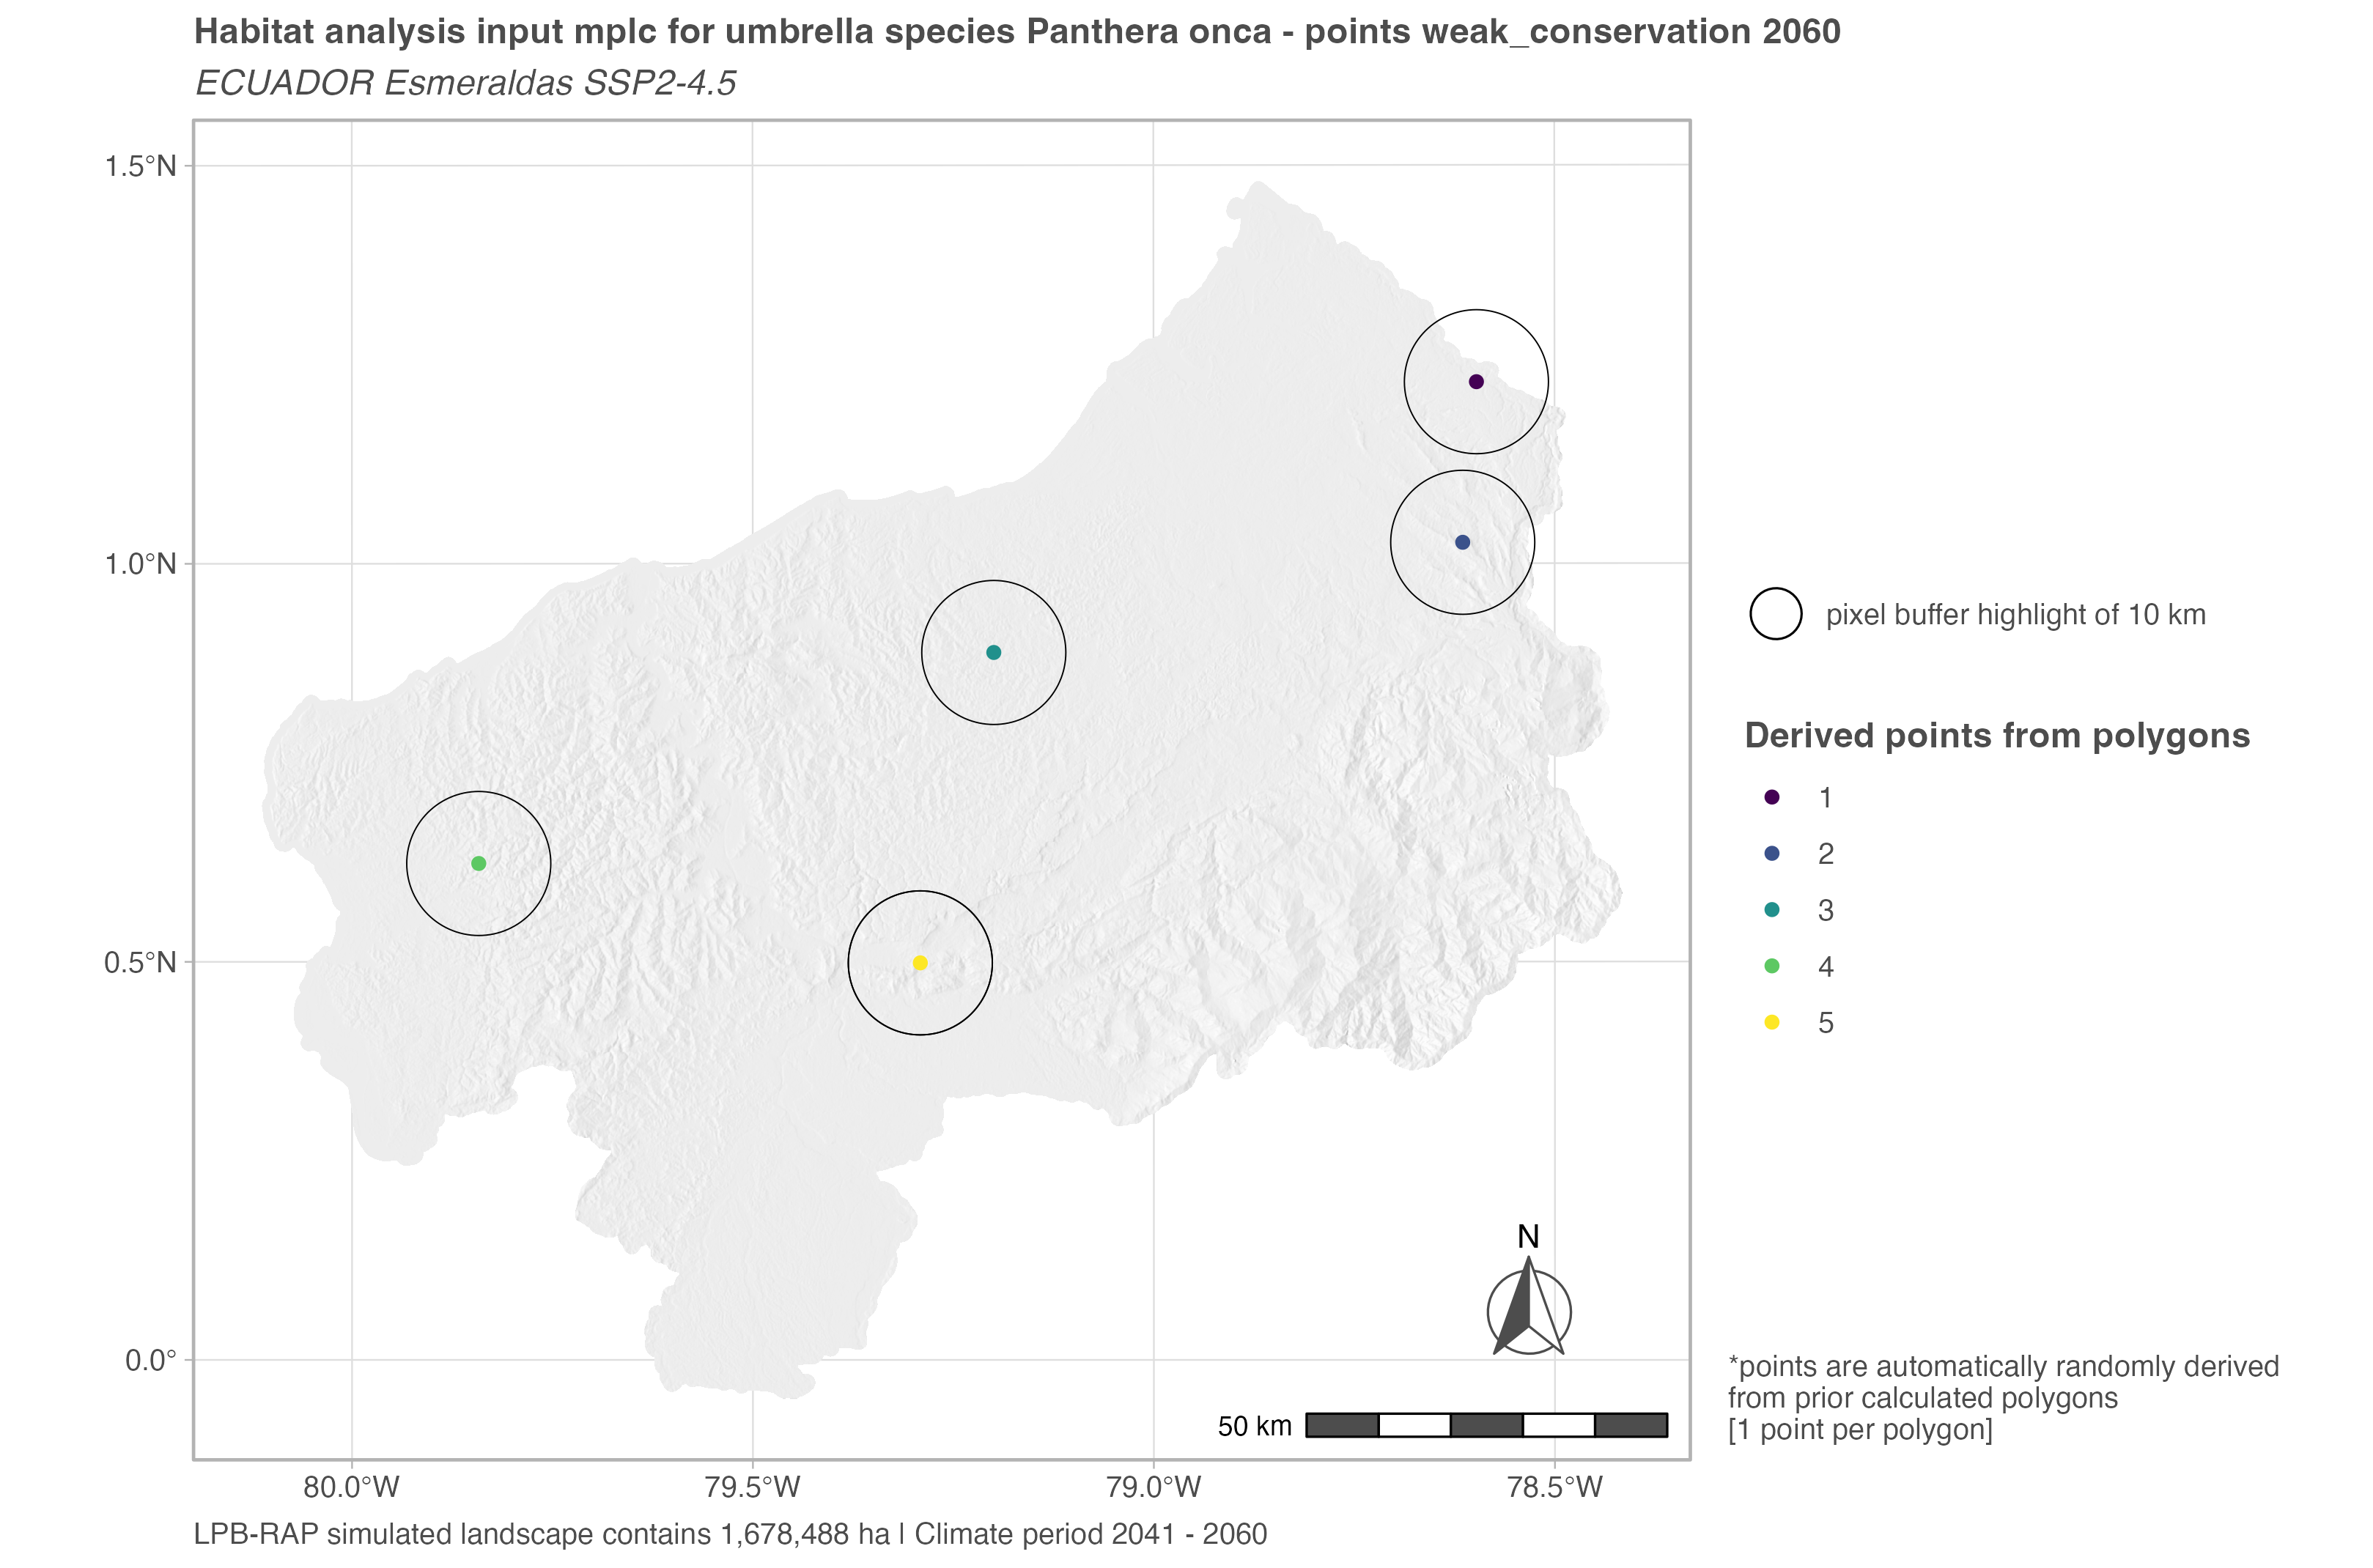 Habitat analysis input mplc for umbrella species Panthera onca - points weak_conservation 2060
ECUADOR Esmeraldas SSP2-4.5
1.5°N
1.0°N
0.5°N
0.0°
80.0°W
79.5°W
79.0°W
78.5°W
N
50 km
pixel buffer highlight of 10 km
Derived points from polygons
1
2
3
4
5
*points are automatically randomly derived
from prior calculated polygons
[1 point per polygon]
LPB-RAP simulated landscape contains 1,678,488 ha | Climate period 2041 - 2060